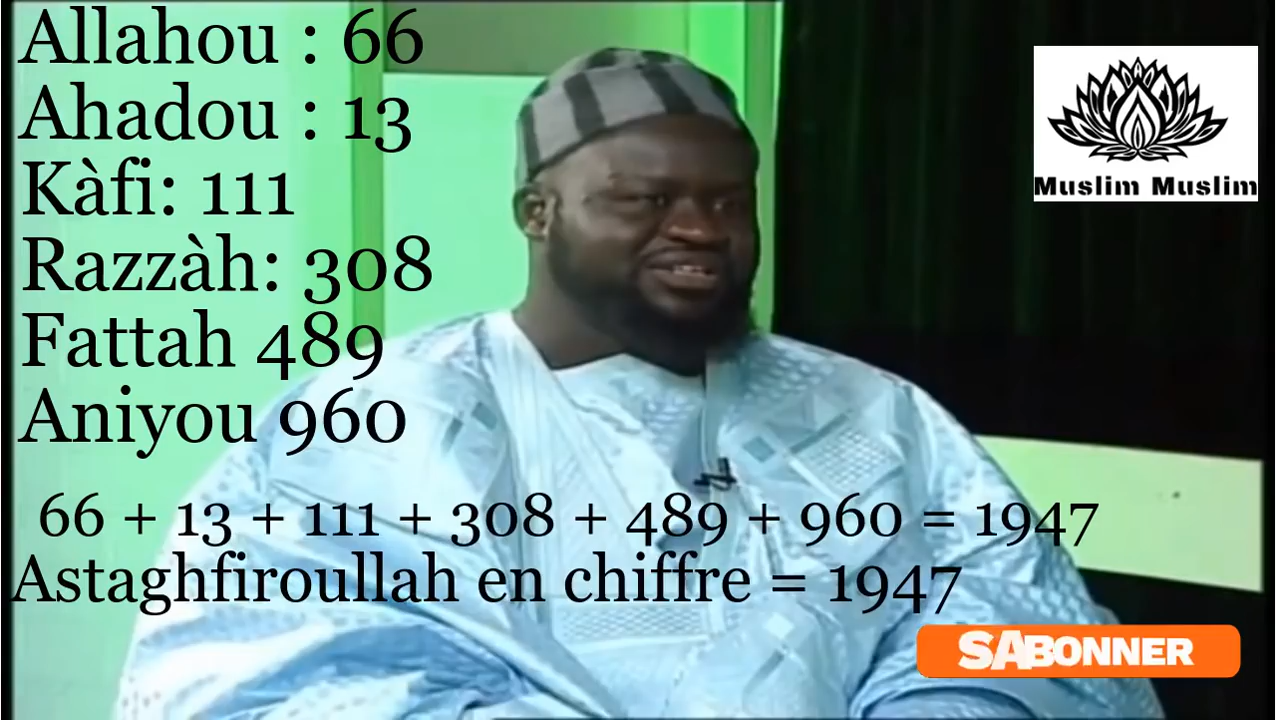 Allahou : 66
Ahadou : 13
Kàfi: 111
Razzàh: 308
Fattah 489
Aniyou 960
66 + 13 + 111 + 308 + 489 + 960 = 1947
Astaghfiroullah en chiffre = 1947
Muslim Muslim
SABONNER